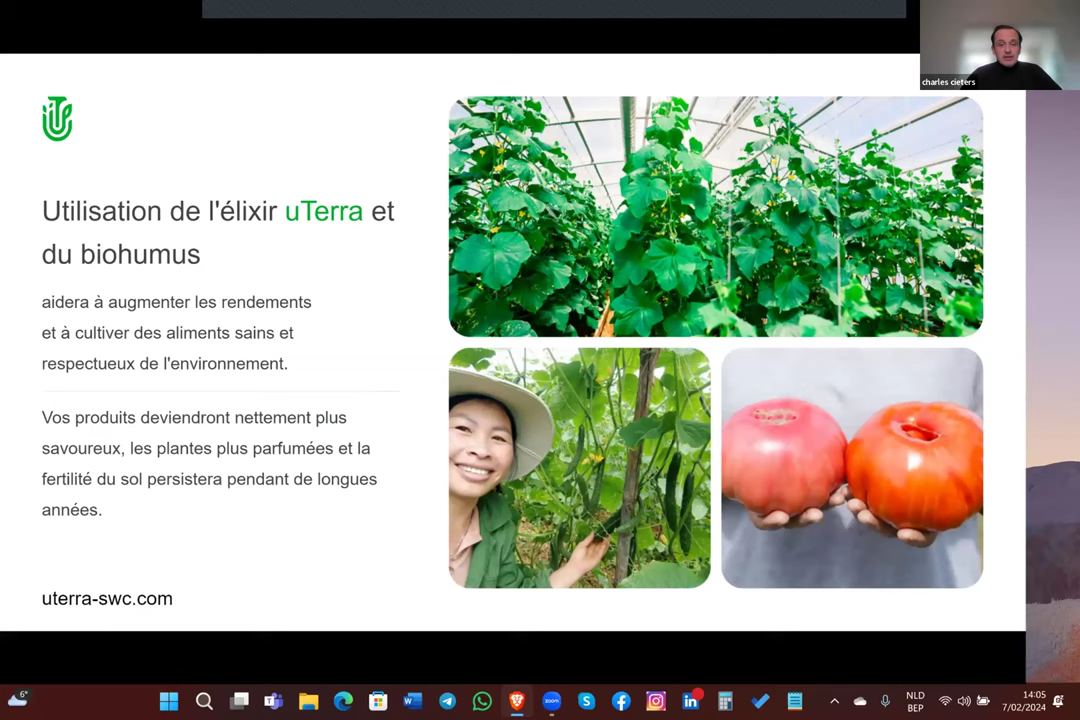 charles cieters
Utilisation de l'élixir uTerra et
du biohumus
aidera à augmenter les rendements
et à cultiver des aliments sains et
respectueux de l'environnement.
Vos produits deviendront nettement plus
savoureux, les plantes plus parfumées et la
fertilité du sol persistera pendant de longues
années.
uterra-swc.com
6°
NLD
BEP
14:05
7/02/2024